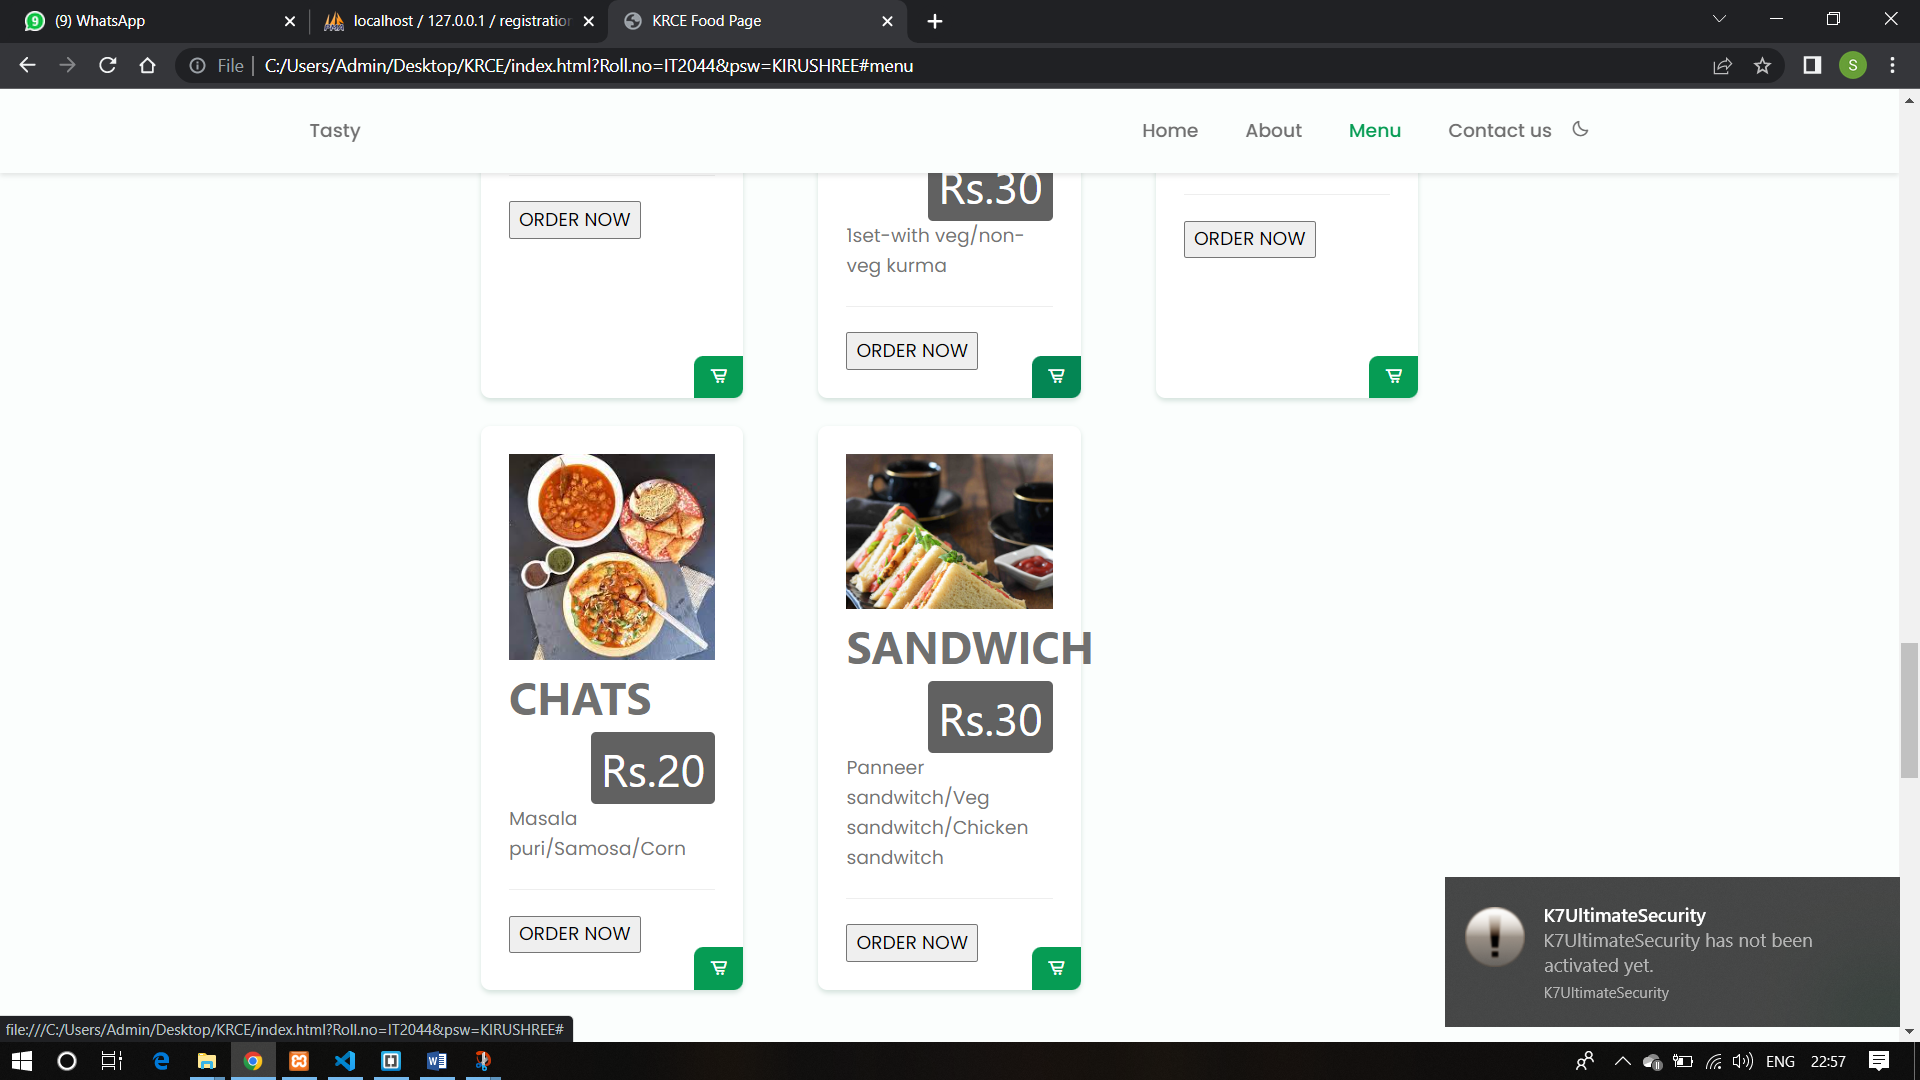 (9) WhatsApp
localhost / 127.0.0.1 / registration
KRCE Food Page
File
C:/Users/Admin/Desktop/KRCE/index.html?Roll.no=IT2044&psw=KIRUSHREE#menu
S
Tasty
Home
About
Menu
Contact us
ORDER NOW
Rs.30
1set-with veg/non-
veg kurma
ORDER NOW
ORDER NOW
CHATS
Rs.20
Masala
puri/Samosa/Corn
ORDER NOW
SANDWICH
Rs.30
Panneer
sandwitch/Veg
sandwitch/Chicken
sandwitch
ORDER NOW
K7UltimateSecurity
K7UltimateSecurity has not been
activated yet.
K7UltimateSecurity
file:///C:/Users/Admin/Desktop/KRCE/index.html?Roll.no=IT2044&psw=KIRUSHREE#
ENG
22:57